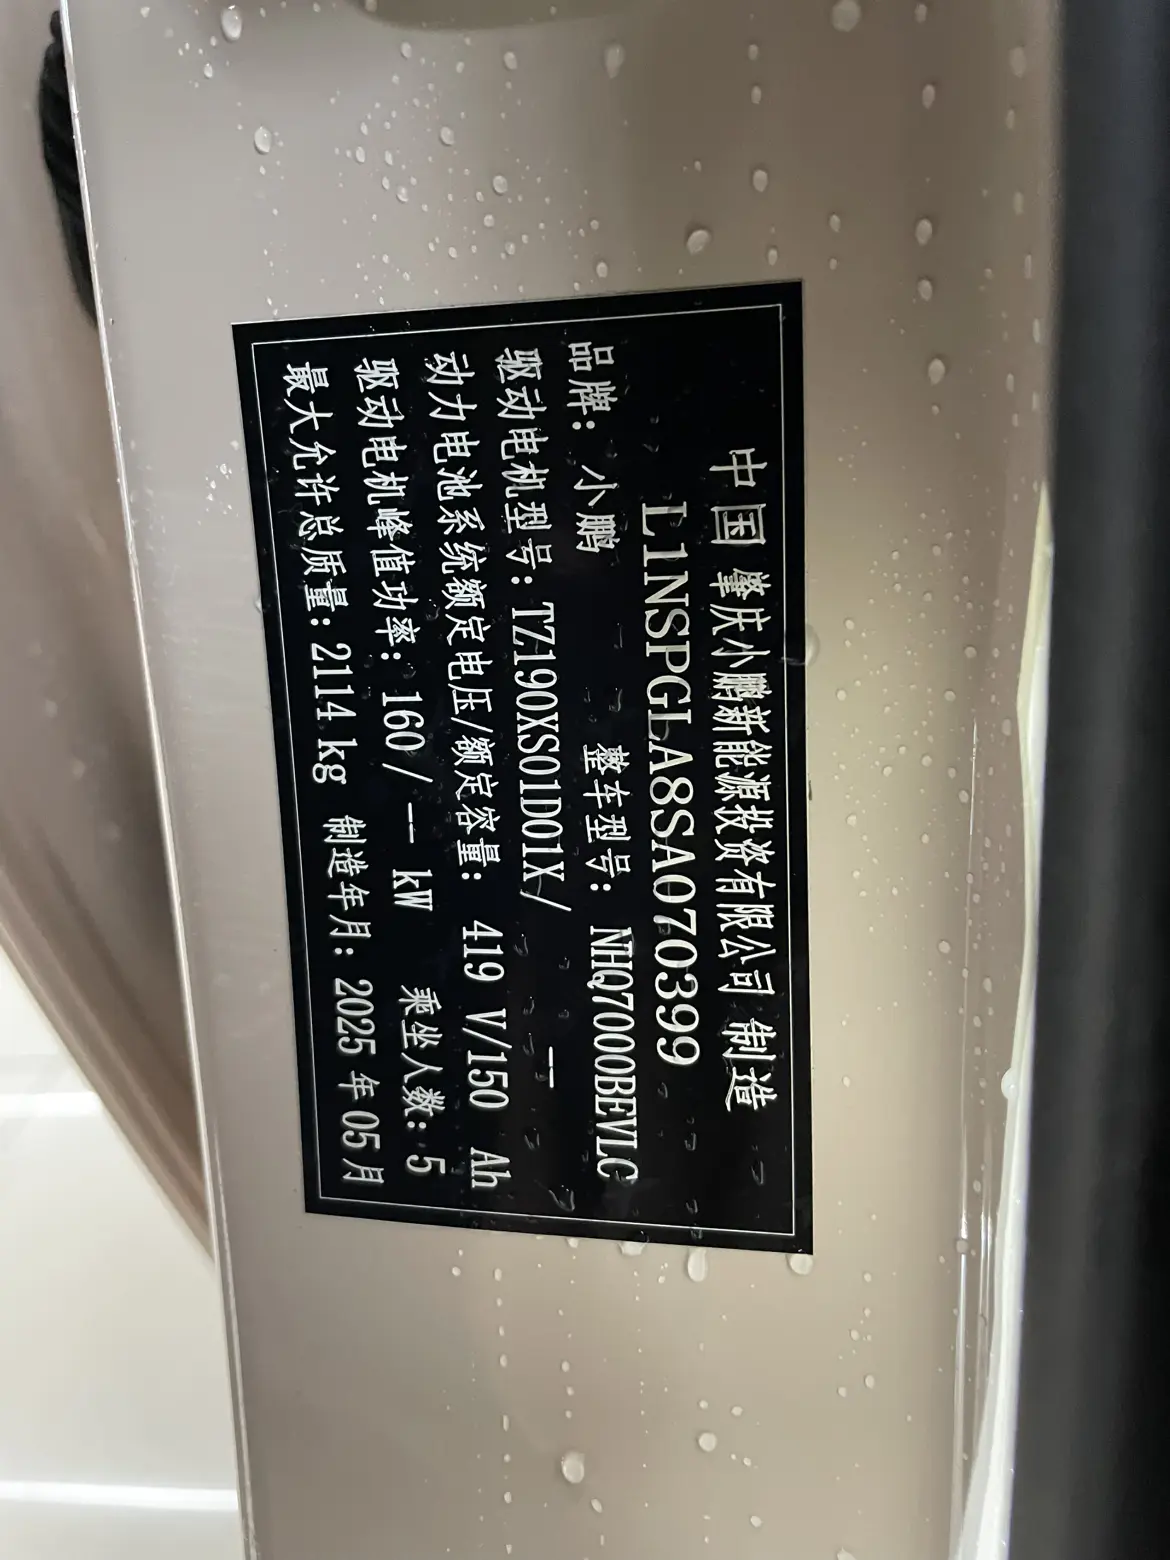 中国 肇庆小鹏新能源投资有限公司 制造
L1NSPGLA8SA070399
品牌: 小鹏 整车型号: NHQ7000BEVLC
驱动电机型号: TZ190XS01D01X/ --
动力电池系统额定电压/额定容量: 419 V/150 Ah
驱动电机峰值功率: 160/ -- kW 乘坐人数: 5
最大允许总质量: 2114 kg 制造年月: 2025 年 05 月